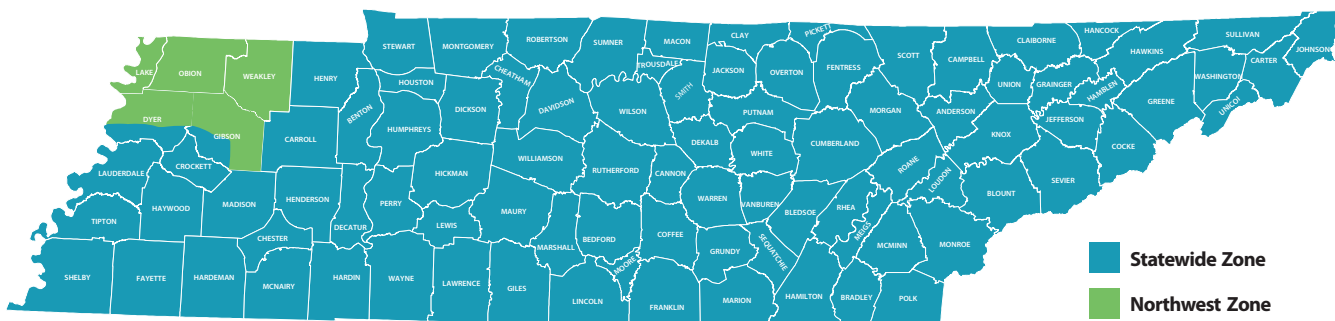 STEWART
MONTGOMERY
ROBERTSON
SUMNER
MACON
CLAY
PICKETT
SCOTT
CLAIBORNE
HANCOCK
SULLIVAN
JOHNSON
LAKE
OBION
WEAKLEY
HENRY
HOUSTON
CHEATHAM
TROUSDALE
JACKSON
OVERTON
FENTRESS
CAMPBELL
UNION
GRAINGER
HAWKINS
WASHINGTON
CARTER
UNICOI
DYER
GIBSON
CARROLL
BENTON
HUMPHREYS
DICKSON
DAVIDSON
WILSON
SMITH
PUTNAM
MORGAN
ANDERSON
KNOX
HAMBLEN
JEFFERSON
GREENE
COCKE
LAUDERDALE
CROCKETT
WILLIAMSON
RUTHERFORD
DEKALB
WHITE
CUMBERLAND
ROANE
LOUDON
BLOUNT
SEVIER
TIPTON
HAYWOOD
MADISON
HENDERSON
DECATUR
PERRY
HICKMAN
LEWIS
MAURY
CANNON
WARREN
VANBUREN
BLEDSOE
RHEA
MEIGS
MCMINN
MONROE
CHESTER
MARSHALL
BEDFORD
MOORE
COFFEE
GRUNDY
SEQUATCHIE
SHELBY
FAYETTE
HARDEMAN
MCNAIRY
HARDIN
WAYNE
LAWRENCE
GILES
LINCOLN
FRANKLIN
MARION
HAMILTON
BRADLEY
POLK
Statewide Zone
Northwest Zone